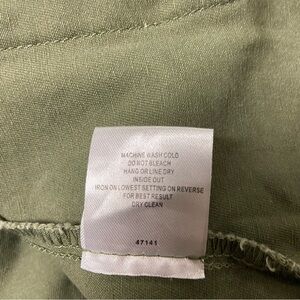 MACHINE WASH COLD
DO NOT BLEACH
HANG OR LINE DRY
INSIDE OUT
IRON ON LOWEST SETTING ON REVERSE
FOR BEST RESULT
DRY CLEAN
47141